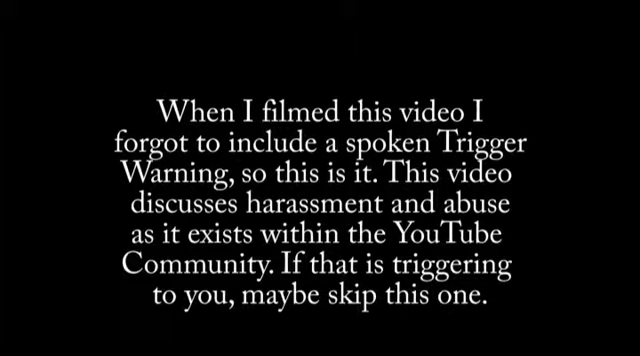 When I filmed this video I
forgot to include a spoken Trigger
Warning, so this is it. This video
discusses harassment and abuse
as it exists within the YouTube
Community. If that is triggering
to you, maybe skip this one.